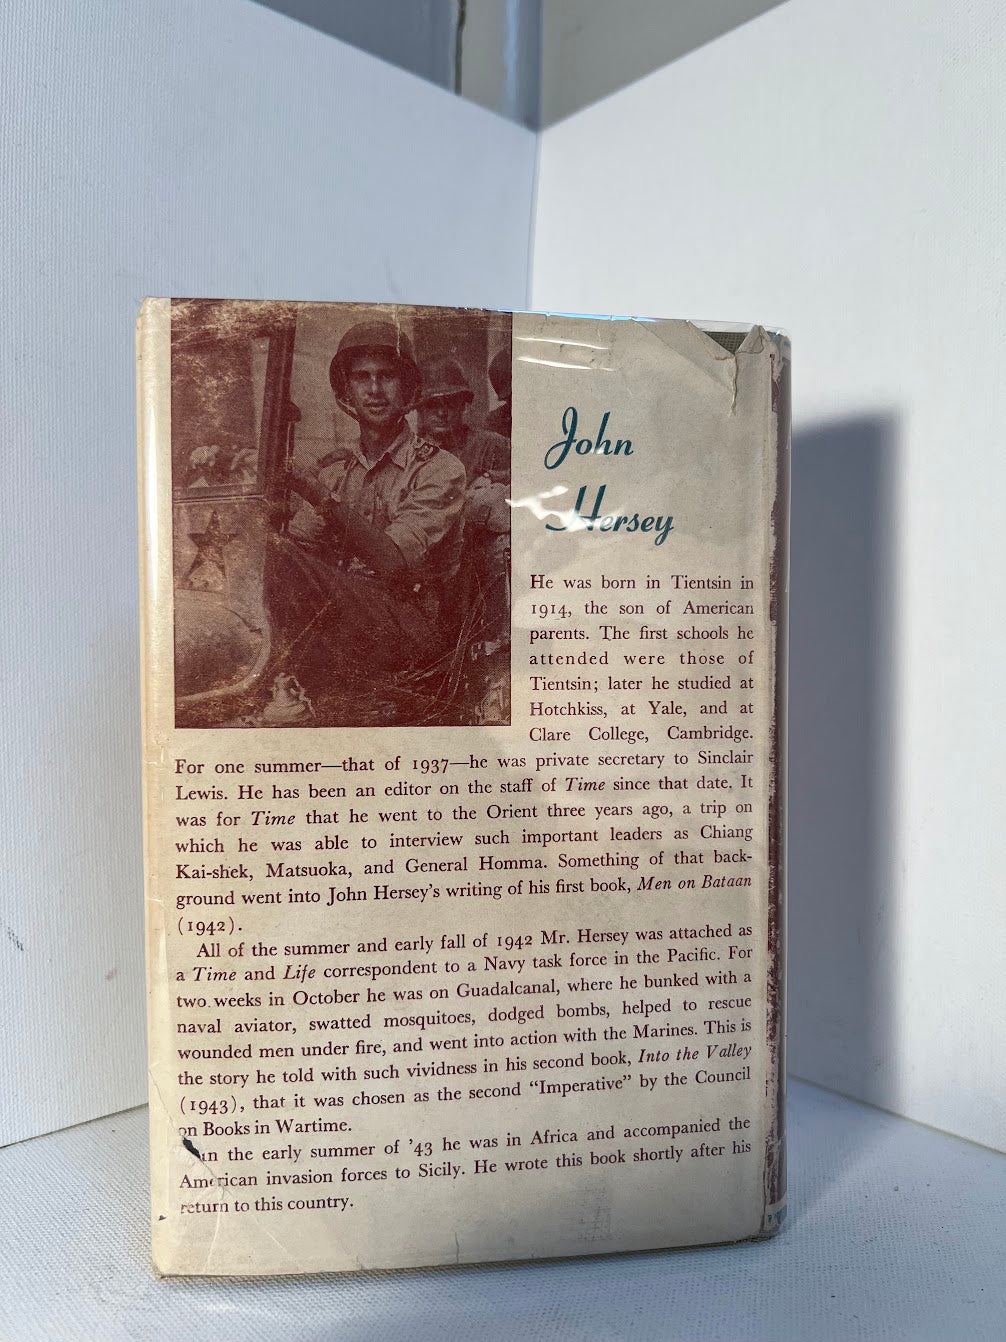 John
Hersey
He was born in Tientsin in
1914, the son of American
parents. The first schools he
attended were those of
Tientsin; later he studied at
Hotchkiss, at Yale, and at
Clare College, Cambridge.
For one summer—that of 1937—he was private secretary to Sinclair
Lewis. He has been an editor on the staff of Time since that date. It
was for Time that he went to the Orient three years ago, a trip on
which he was able to interview such important leaders as Chiang
Kai-shek, Matsuoka, and General Homma. Something of that back-
ground went into John Hersey's writing of his first book, Men on Bataan
(1942).
All of the summer and early fall of 1942 Mr. Hersey was attached as
a Time and Life correspondent to a Navy task force in the Pacific. For
two weeks in October he was on Guadalcanal, where he bunked with a
naval aviator, swatted mosquitoes, dodged bombs, helped to rescue
wounded men under fire, and went into action with the Marines. This is
the story he told with such vividness in his second book, Into the Valley
(1943), that it was chosen as the second "Imperative" by the Council
on Books in Wartime.
In the early summer of '43 he was in Africa and accompanied the
American invasion forces to Sicily. He wrote this book shortly after his
return to this country.